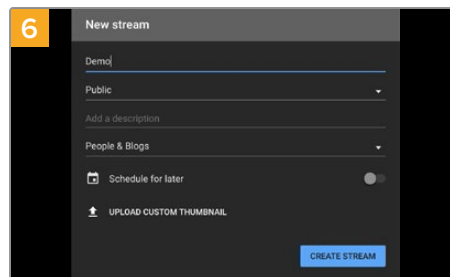 6
New stream
Demo
Public
Add a description
People & Blogs
Schedule for later
UPLOAD CUSTOM THUMBNAIL
CREATE STREAM